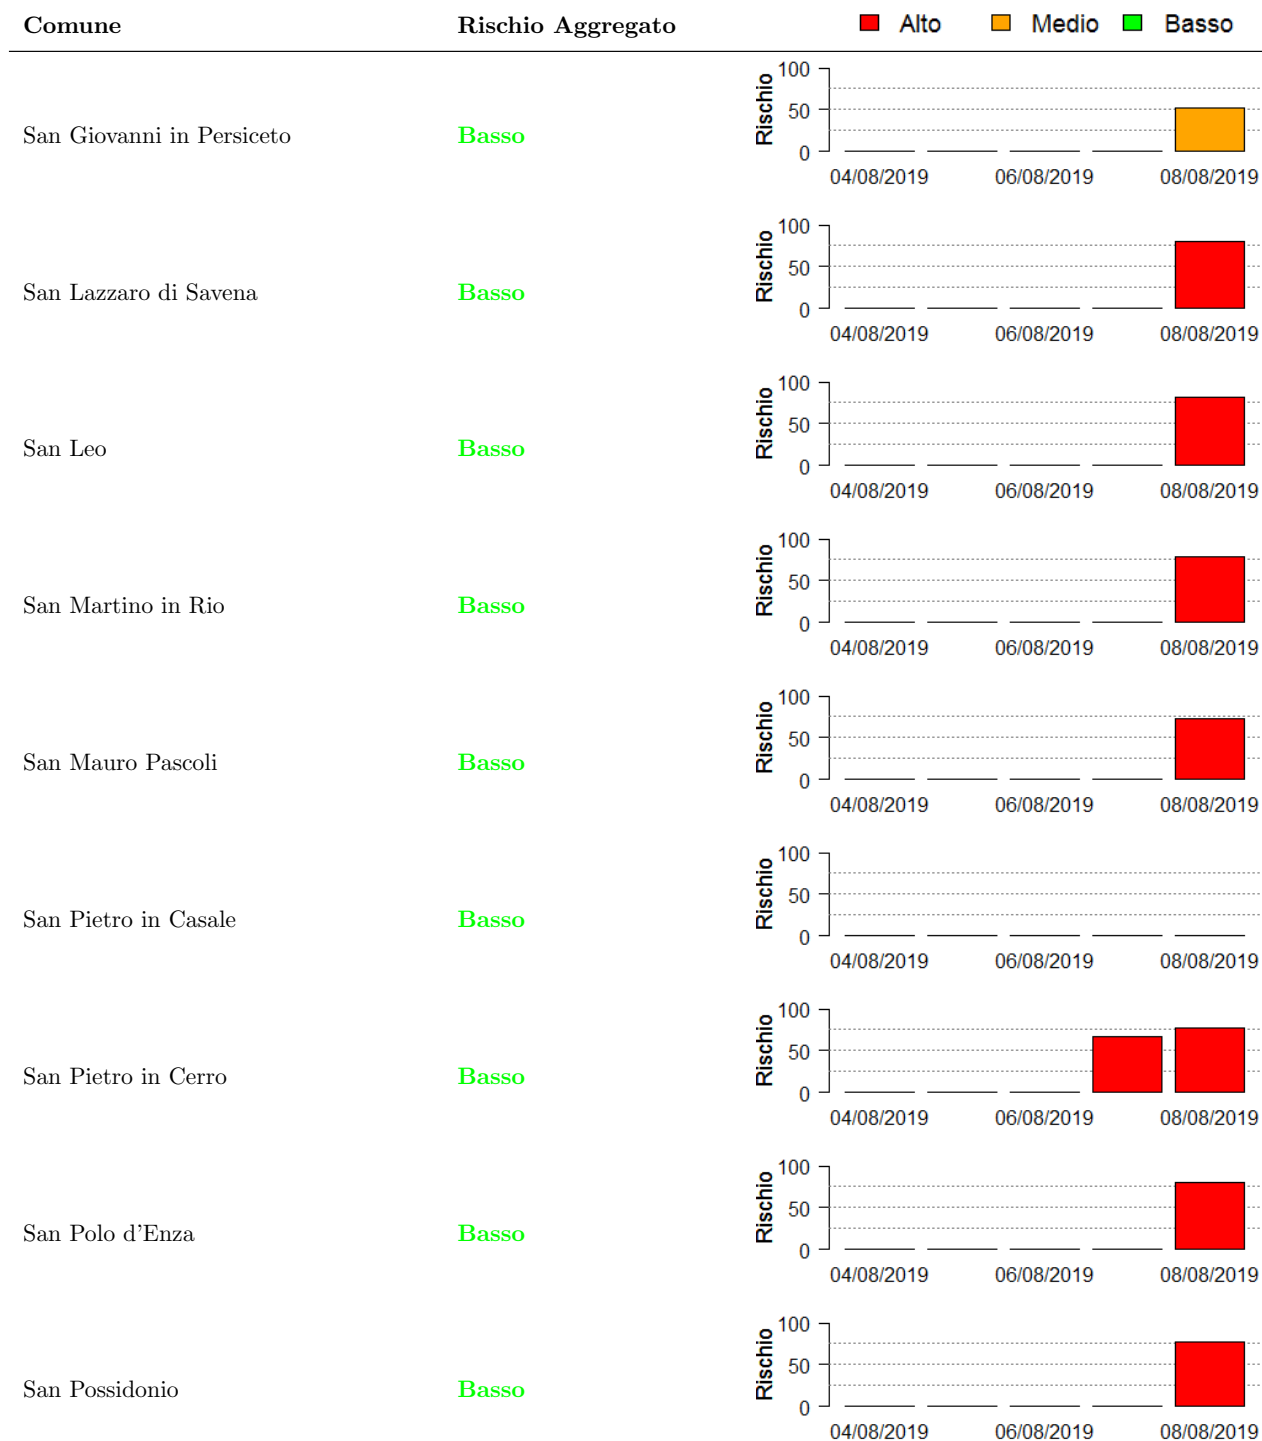 Comune Rischio Aggregato Alto Medio Basso
San Giovanni in Persiceto Basso
Rischio
100
50
0
04/08/2019 06/08/2019 08/08/2019
San Lazzaro di Savena Basso
Rischio
100
50
0
04/08/2019 06/08/2019 08/08/2019
San Leo Basso
Rischio
100
50
0
04/08/2019 06/08/2019 08/08/2019
San Martino in Rio Basso
Rischio
100
50
0
04/08/2019 06/08/2019 08/08/2019
San Mauro Pascoli Basso
Rischio
100
50
0
04/08/2019 06/08/2019 08/08/2019
San Pietro in Casale Basso
Rischio
100
50
0
04/08/2019 06/08/2019 08/08/2019
San Pietro in Cerro Basso
Rischio
100
50
0
04/08/2019 06/08/2019 08/08/2019
San Polo d'Enza Basso
Rischio
100
50
0
04/08/2019 06/08/2019 08/08/2019
San Possidonio Basso
Rischio
100
50
0
04/08/2019 06/08/2019 08/08/2019